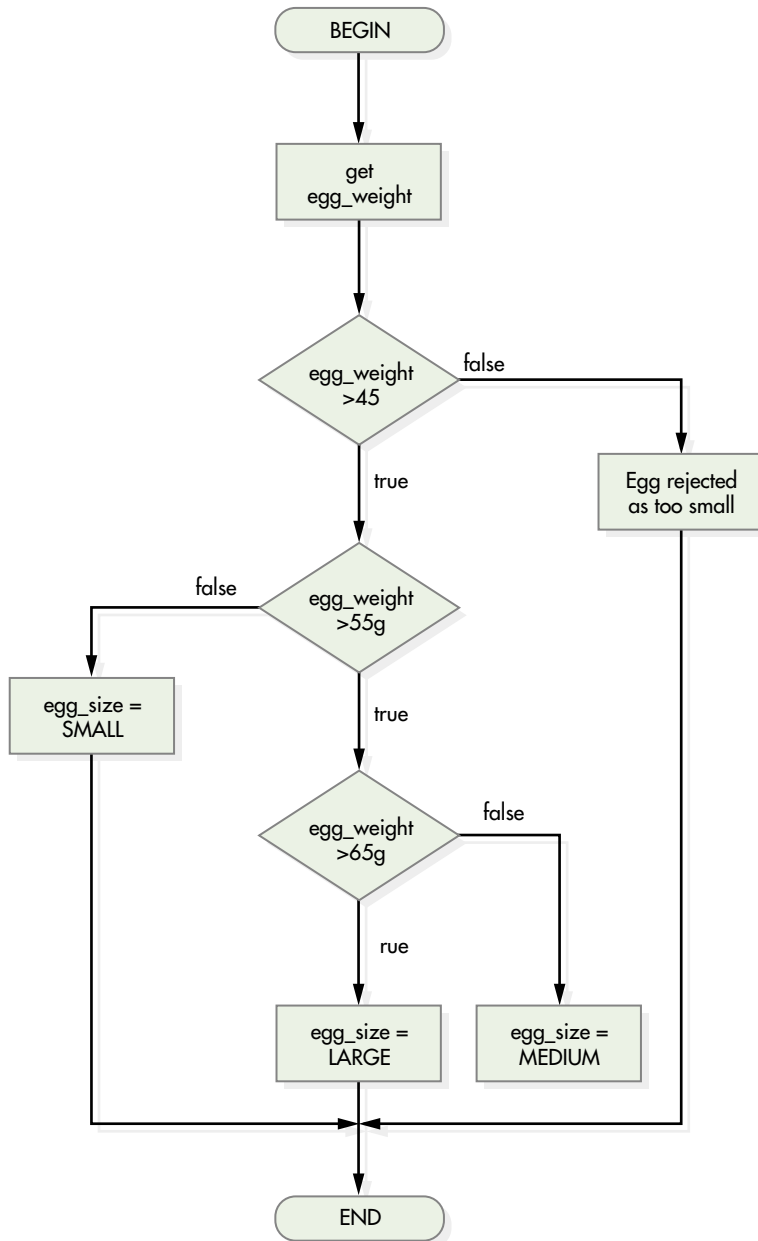 BEGIN
get
egg_weight
egg_weight
>45
false
true
Egg rejected
as too small
egg_weight
>55g
false
true
egg_size =
SMALL
egg_weight
>65g
false
rue
egg_size =
LARGE
egg_size =
MEDIUM
END